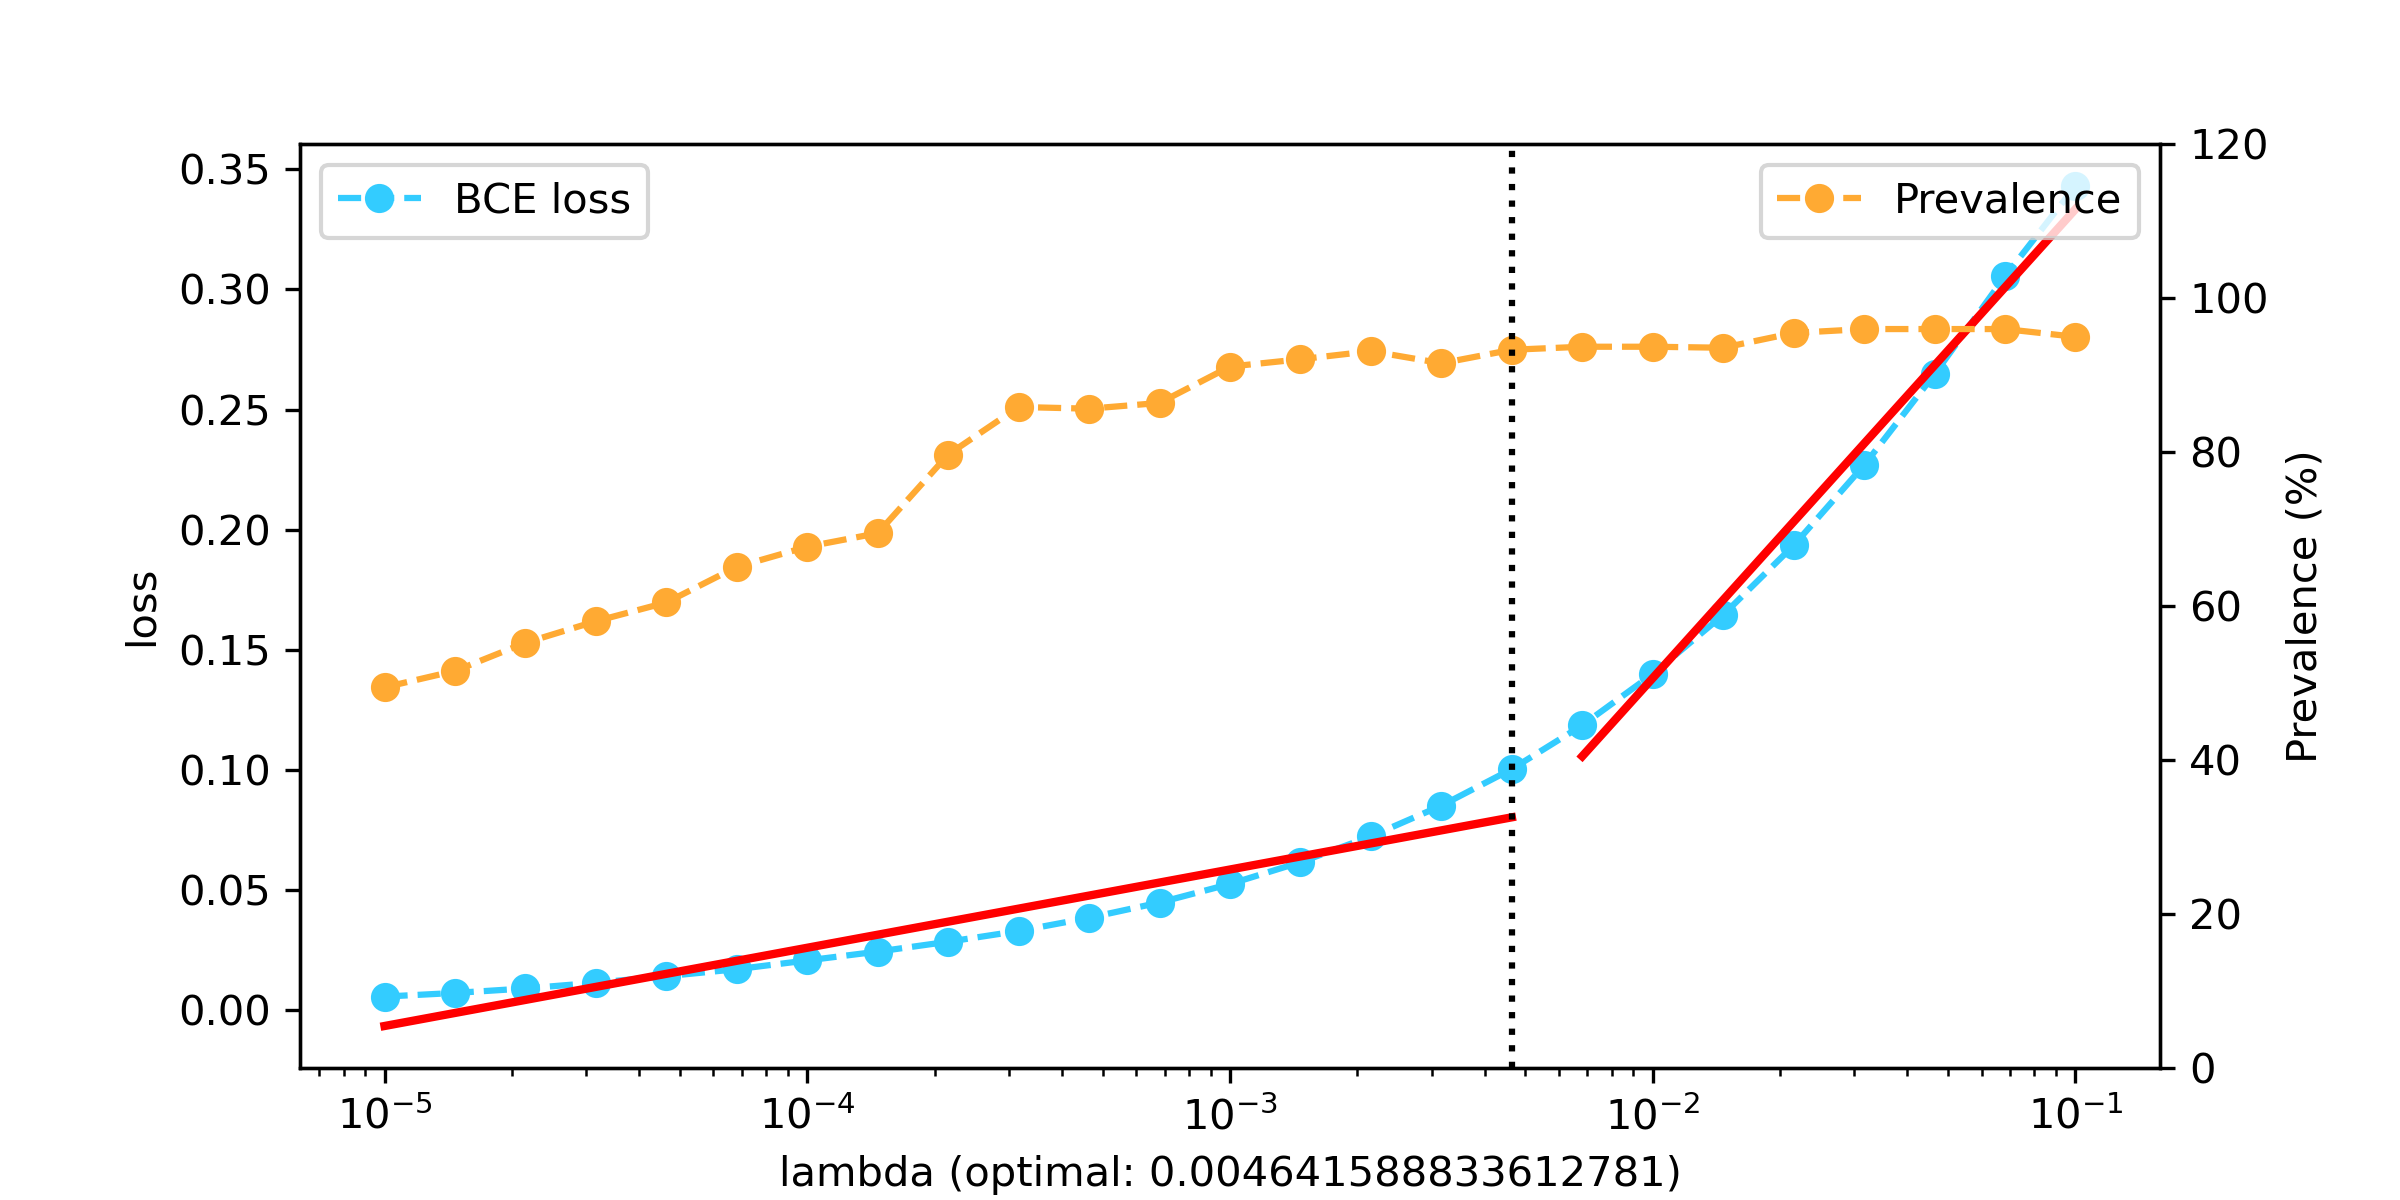 BCE loss
Prevalence
0.35
0.30
0.25
0.20
0.15
0.10
0.05
0.00
loss
120
100
80
60
40
20
0
Prevalence (%)
10⁻⁵ 10⁻⁴ 10⁻³ 10⁻² 10⁻¹
lambda (optimal: 0.004641588833612781)